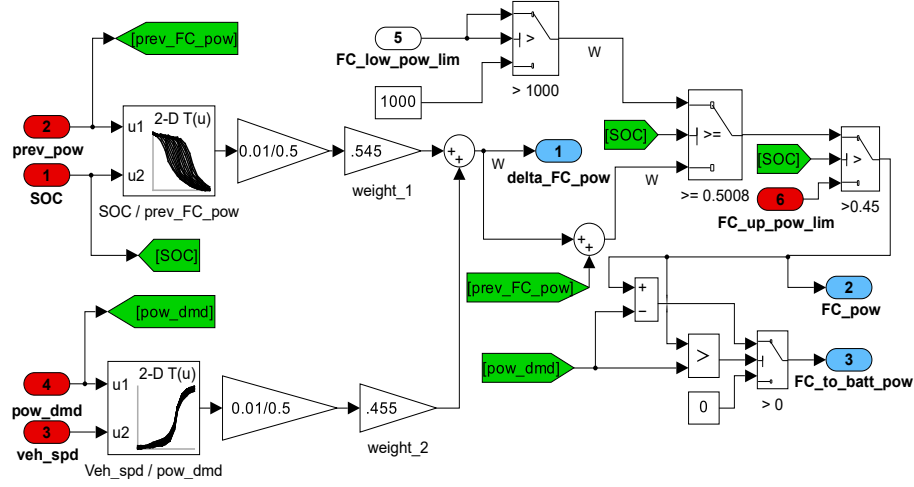 [prev_FC_pow]
5
FC_low_pow_lim
>
W
> 1000
1000
2
prev_pow
1
SOC
u1
u2
2-D T(u)
SOC / prev_FC_pow
0.01/0.5
.545
weight_1
+
+
W
1
delta_FC_pow
[SOC]
>=
>= 0.5008
W
[SOC]
>
>0.45
6
FC_up_pow_lim
[SOC]
+
+
[prev_FC_pow]
2
FC_pow
[pow_dmd]
+
−
[pow_dmd]
>
0
> 0
3
FC_to_batt_pow
4
pow_dmd
3
veh_spd
u1
u2
2-D T(u)
Veh_spd / pow_dmd
0.01/0.5
.455
weight_2